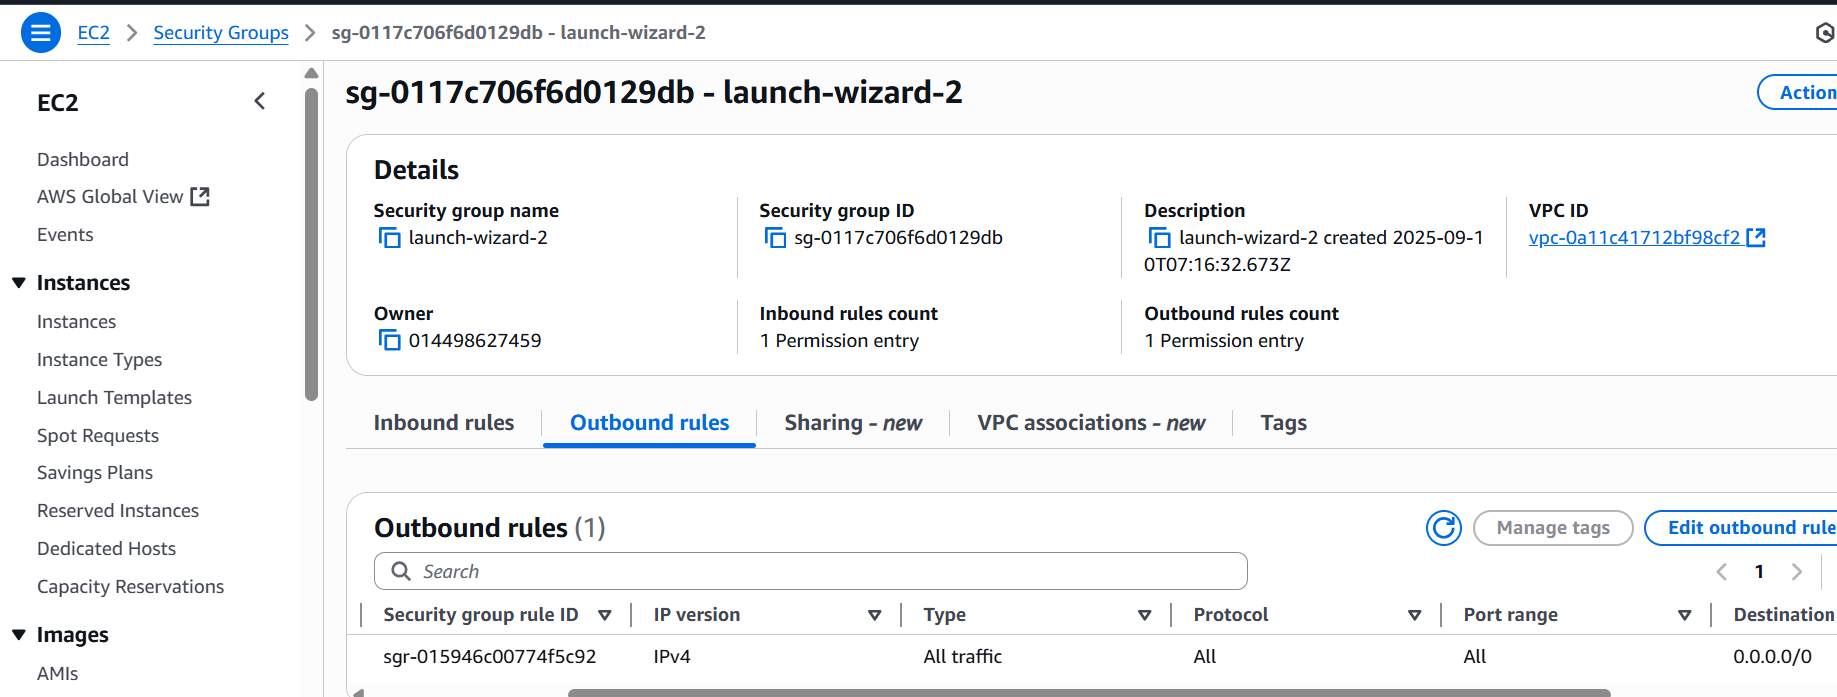 EC2 > Security Groups > sg-0117c706f6d0129db - launch-wizard-2
EC2
Dashboard
AWS Global View
Events
Instances
Instances
Instance Types
Launch Templates
Spot Requests
Savings Plans
Reserved Instances
Dedicated Hosts
Capacity Reservations
Images
AMIs
sg-0117c706f6d0129db - launch-wizard-2
Action
Details
Security group name
launch-wizard-2
Security group ID
sg-0117c706f6d0129db
Description
launch-wizard-2 created 2025-09-1
0T07:16:32.673Z
VPC ID
vpc-0a11c41712bf98cf2
Owner
014498627459
Inbound rules count
1 Permission entry
Outbound rules count
1 Permission entry
Inbound rules Outbound rules Sharing - new VPC associations - new Tags
Outbound rules (1)
Manage tags Edit outbound rule
Search
1
Security group rule ID IP version Type Protocol Port range Destination
sgr-015946c00774f5c92 IPv4 All traffic All All 0.0.0.0/0